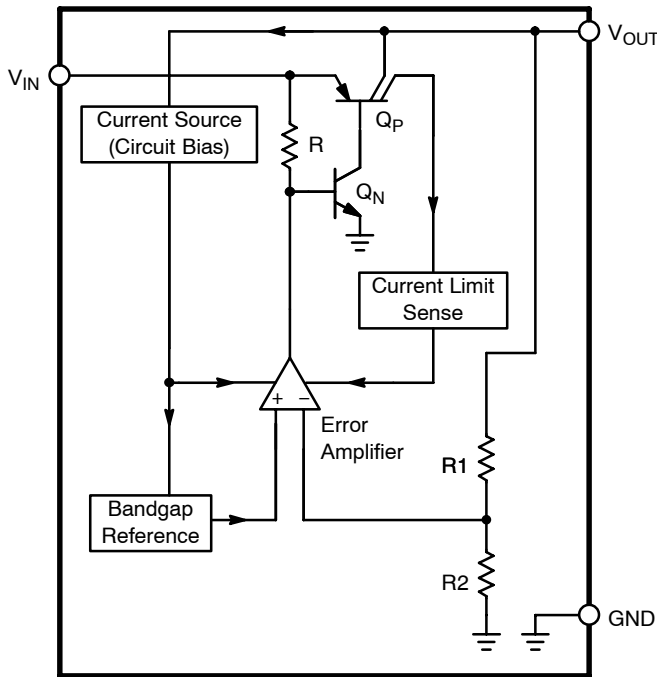 V_OUT
V_IN
Current Source
(Circuit Bias)
R
Q_P
Q_N
Current Limit
Sense
+ −
Error
Amplifier
R1
Bandgap
Reference
R2
GND